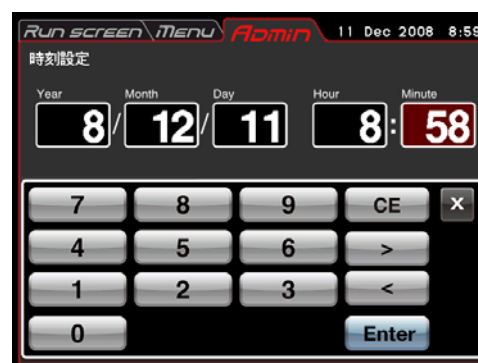 Run screen Menu Admin 11 Dec 2008 8:59
時刻設定
Year Month Day Hour Minute
8/ 12/ 11 8: 58
7 8 9 CE X
4 5 6 >
1 2 3 <
0 Enter